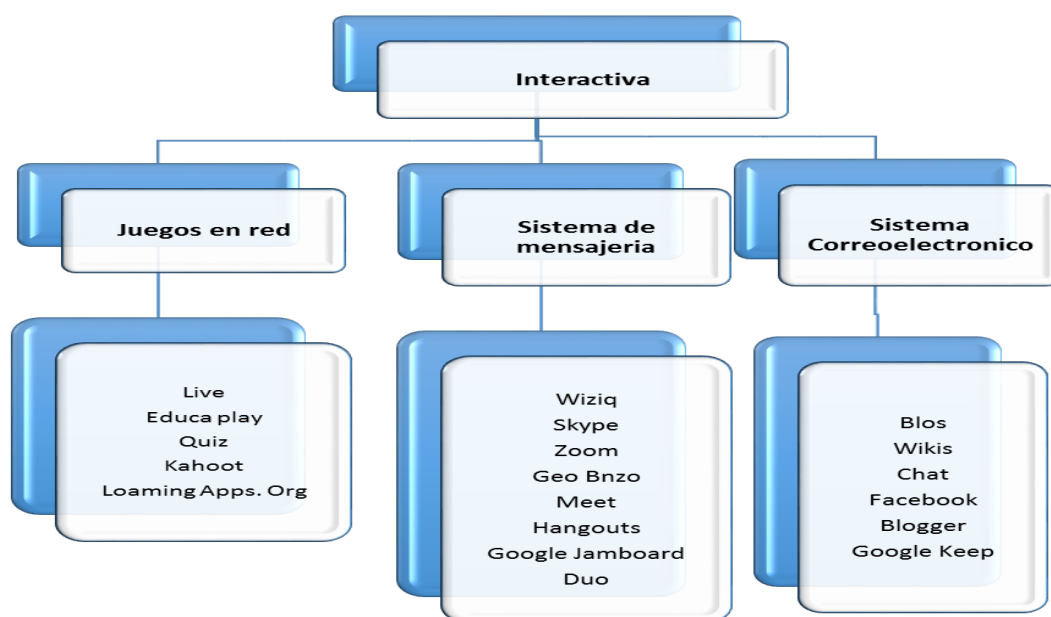 Interactiva
Juegos en red
Sistema de
mensajeria
Sistema
Correoelectronico
Live
Educa play
Quiz
Kahoot
Loaming Apps. Org
Wiziq
Skype
Zoom
Geo Bnzo
Meet
Hangouts
Google Jamboard
Duo
Blos
Wikis
Chat
Facebook
Blogger
Google Keep